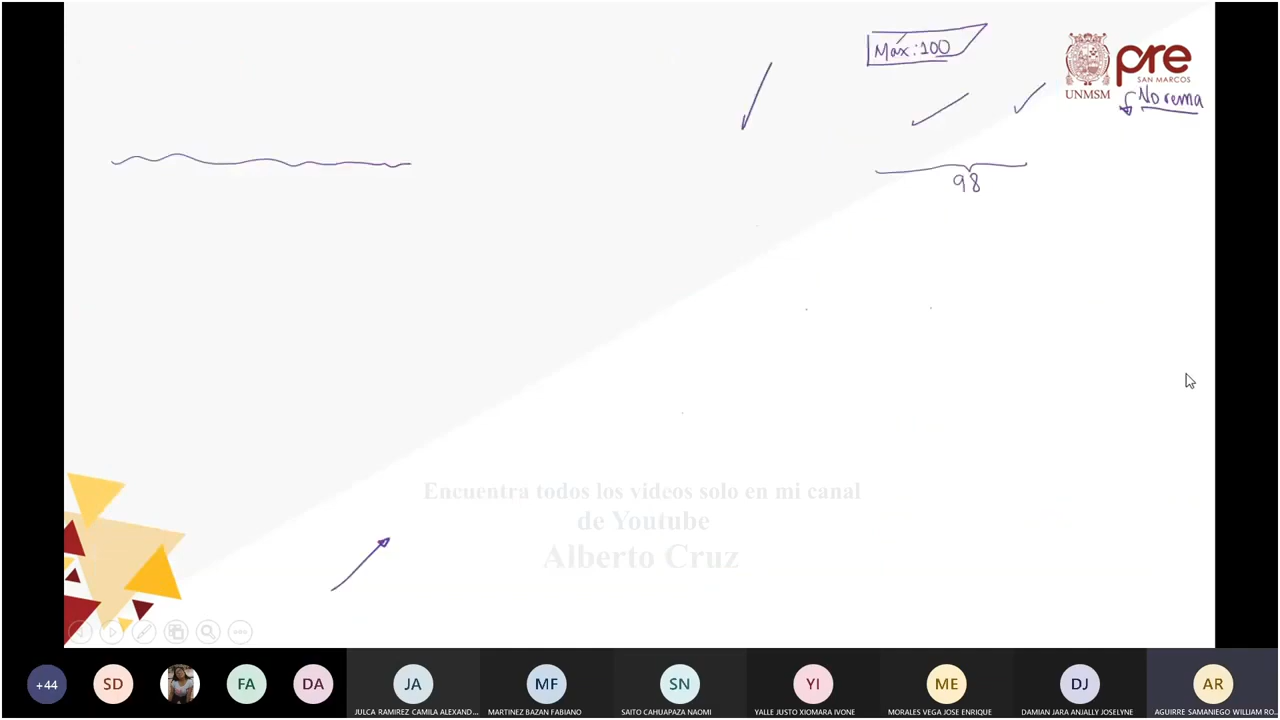 Máx: 100
pre
SAN MARCOS
UNMSM
No rema
98
Encuentra todos los videos solo en mi canal
de Youtube
Alberto Cruz
+44
SD
FA
DA
JA
MF
SN
YI
ME
DJ
AR
JULCA RAMIREZ CAMILA ALEXAND...
MARTINEZ BAZAN FABIANO
SAITO CAHUAPAZA NAOMI
YALLE JUSTO XIOMARA IVONE
MORALES VEGA JOSE ENRIQUE
DAMIAN JARA ANJALLY JOSELYNE
AGUIRRE SAMANIEGO WILLIAM RO...